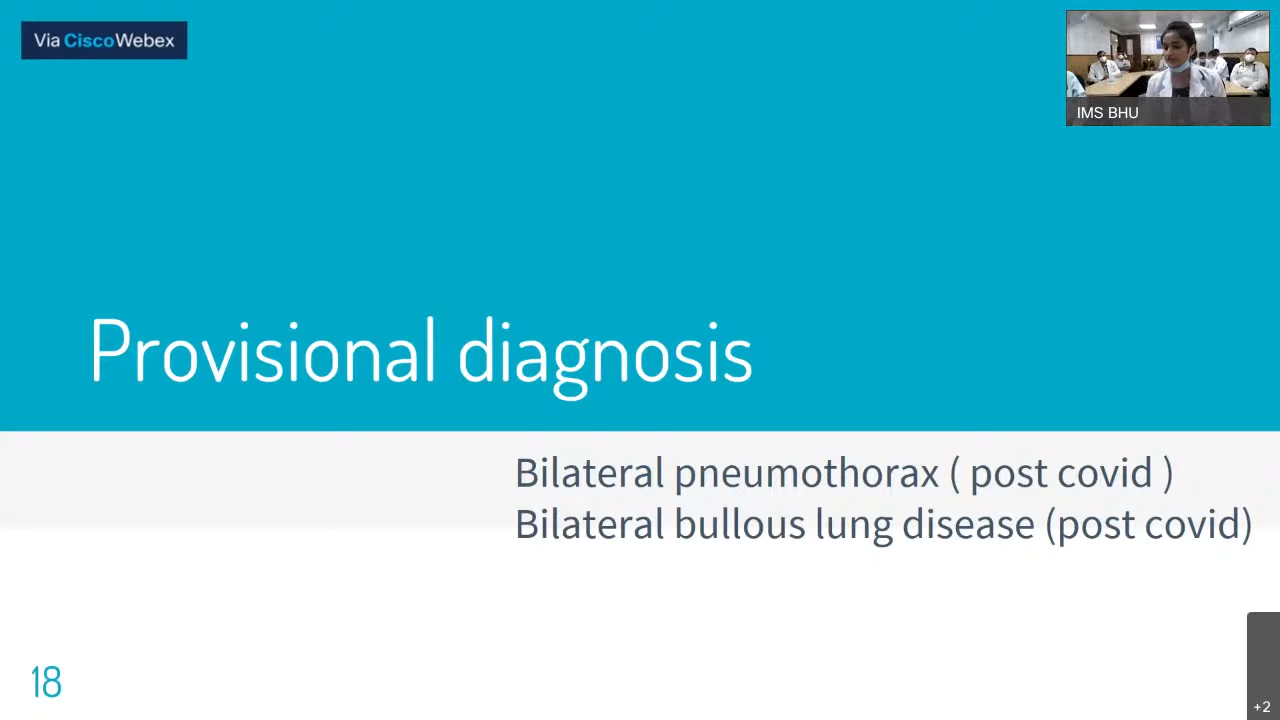 Via CiscoWebex
IMS BHU
Provisional diagnosis
Bilateral pneumothorax ( post covid )
Bilateral bullous lung disease (post covid)
18
+2